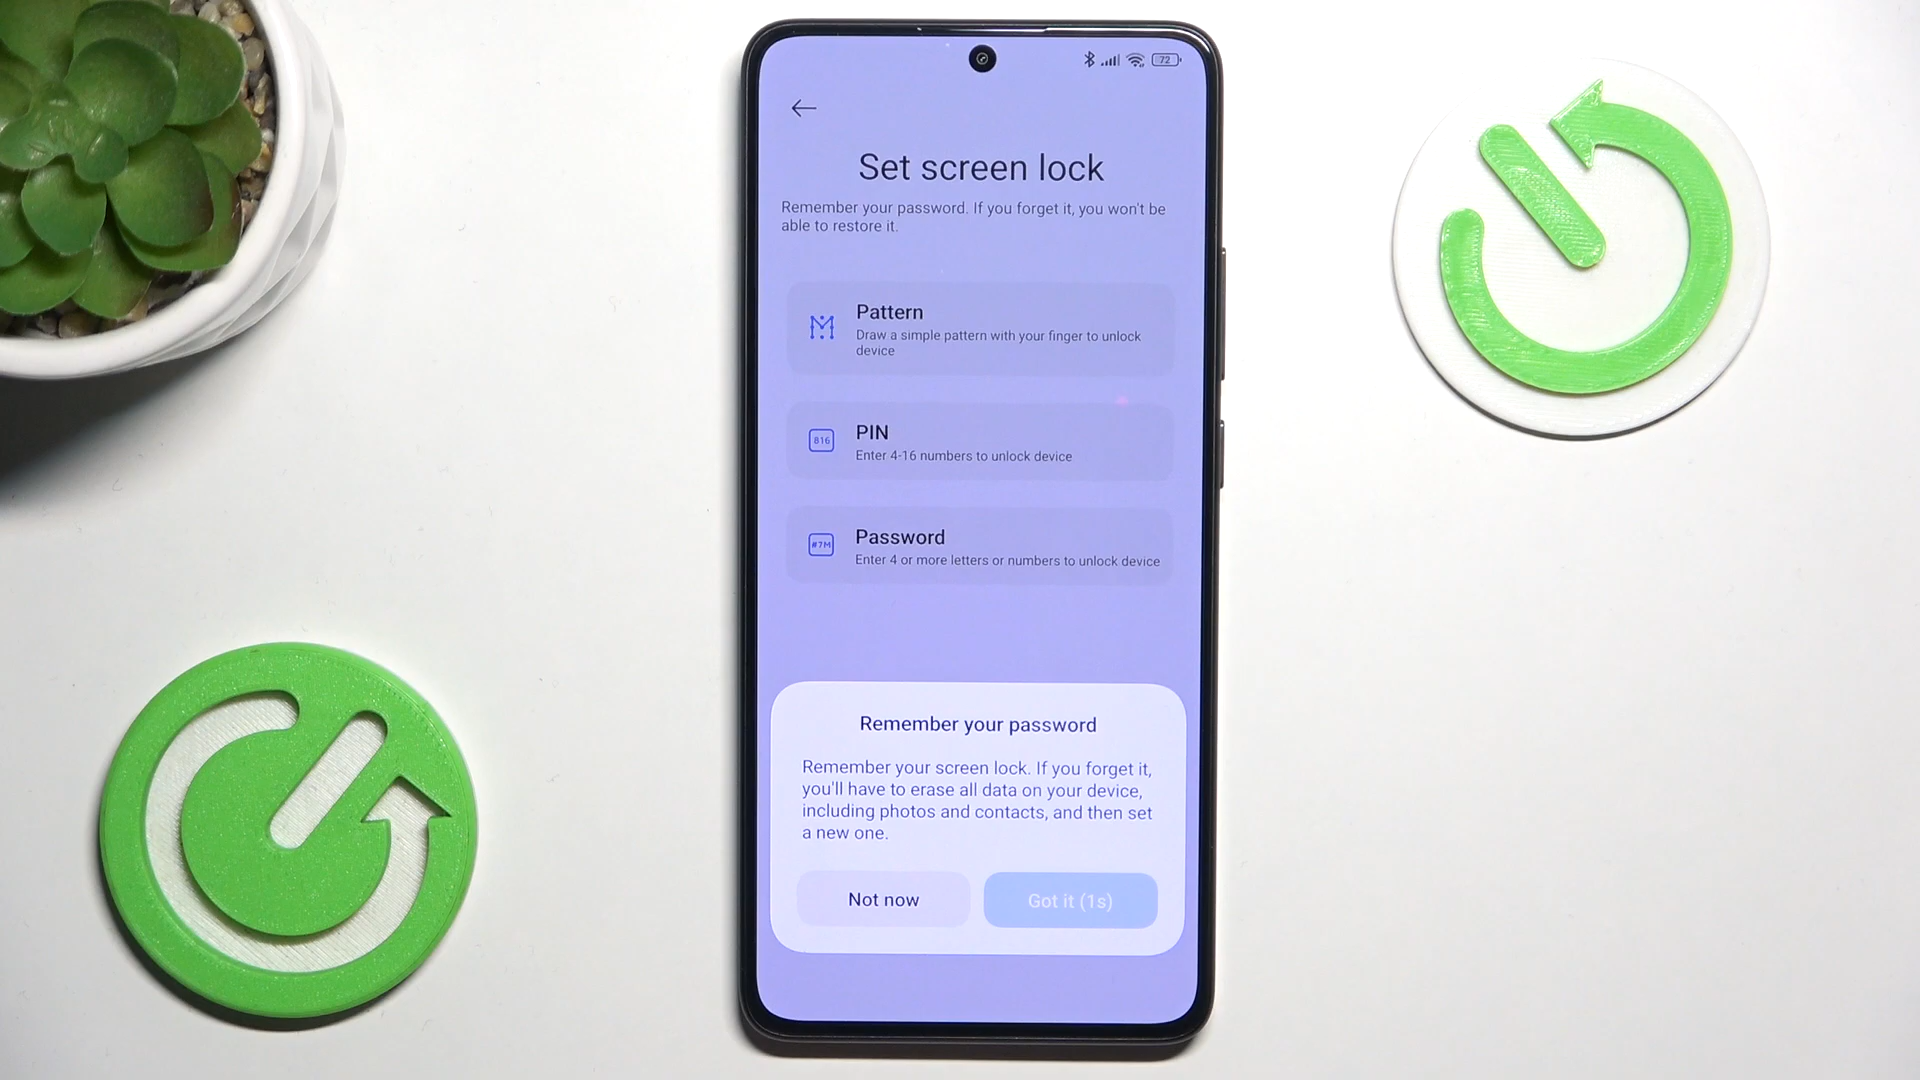 72
Set screen lock
Remember your password. If you forget it, you won't be
able to restore it.
Pattern
Draw a simple pattern with your finger to unlock
device
816
PIN
Enter 4-16 numbers to unlock device
#7M
Password
Enter 4 or more letters or numbers to unlock device
Remember your password
Remember your screen lock. If you forget it,
you'll have to erase all data on your device,
including photos and contacts, and then set
a new one.
Not now
Got it (1s)